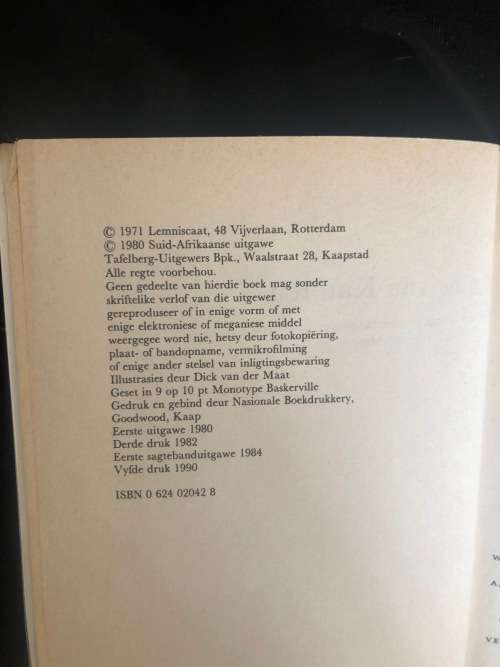 © 1971 Lemniscaat, 48 Vijverlaan, Rotterdam
© 1980 Suid-Afrikaanse uitgawe
Tafelberg-Uitgewers Bpk., Waalstraat 28, Kaapstad
Alle regte voorbehou.
Geen gedeelte van hierdie boek mag sonder
skriftelike verlof van die uitgewer
gereproduseer of in enige vorm of met
enige elektroniese of meganiese middel
weergegee word nie, hetsy deur fotokopiëring,
plaat- of bandopname, vermikrofilming
of enige ander stelsel van inligtingsbewaring
Illustrasies deur Dick van der Maat
Geset in 9 op 10 pt Monotype Baskerville
Gedruk en gebind deur Nasionale Boekdrukkery,
Goodwood, Kaap
Eerste uitgawe 1980
Derde druk 1982
Eerste sagtebanduitgawe 1984
Vyfde druk 1990
ISBN 0 624 02042 8